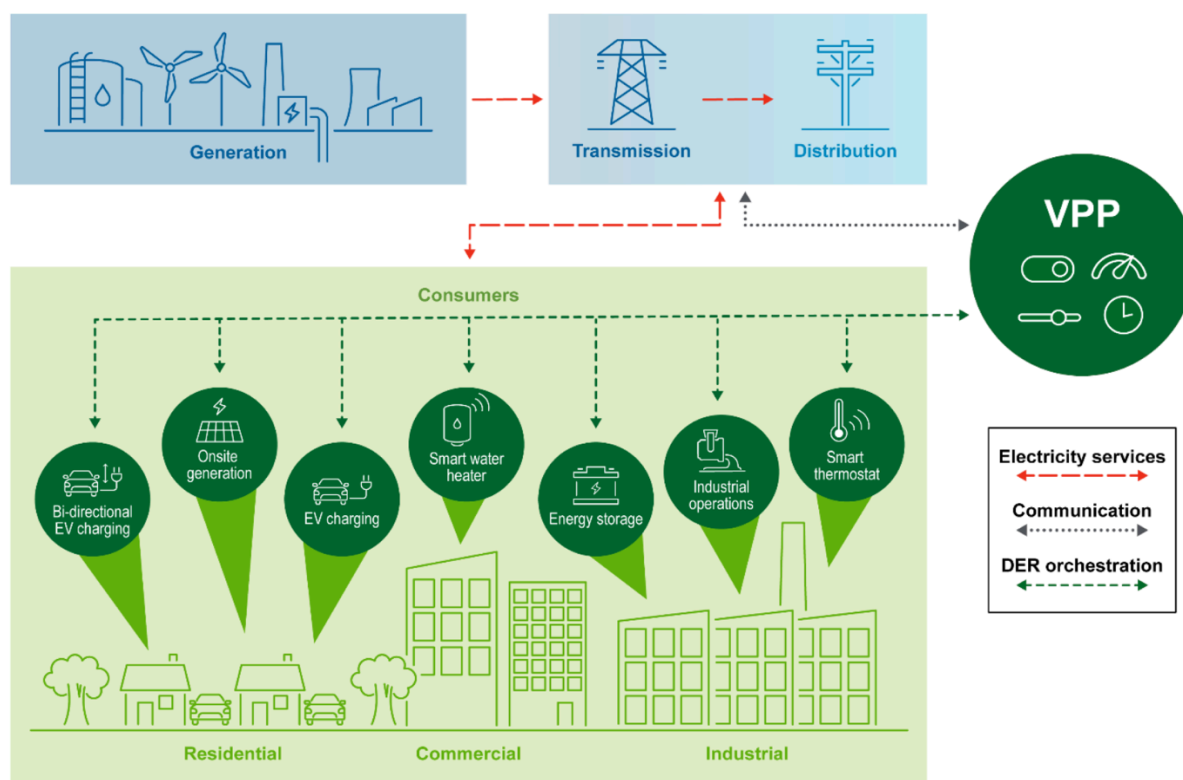 Generation
Transmission
Distribution
VPP
Consumers
Bi-directional
EV charging
Onsite
generation
EV charging
Smart water
heater
Energy storage
Industrial
operations
Smart
thermostat
Residential
Commercial
Industrial
Electricity services
Communication
DER orchestration